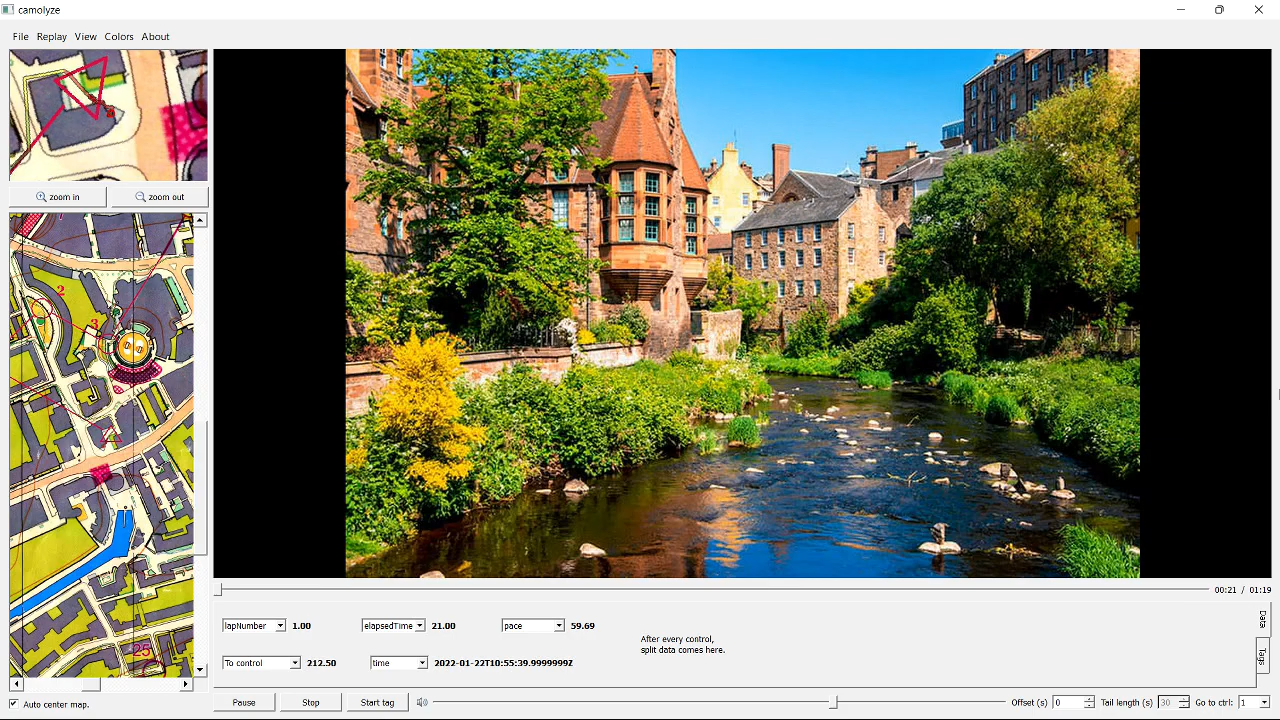 camolyze
File Replay View Colors About
zoom in zoom out
2
3
25
00:21 / 01:19
lapNumber 1.00 elapsedTime 21.00 pace 59.69
After every control,
split data comes here.
To control 212.50 time 2022-01-22T10:55:39.9999999Z
Data
Tags
Auto center map.
Pause Stop Start tag Offset (s) 0 Tail length (s) 30 Go to ctrl: 1